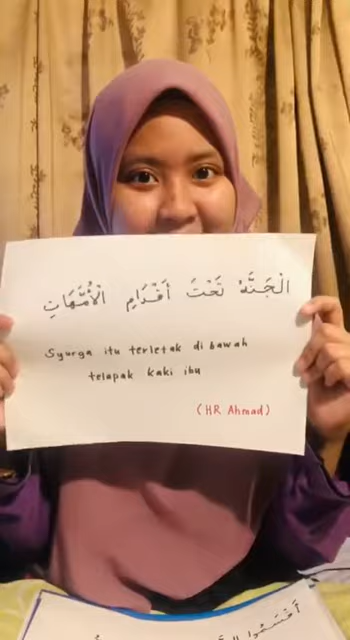 الْجَنَّةُ تَحْتَ أَقْدَامِ الْأُمَّهَاتِ
Syurga itu terletak di bawah
telapak kaki ibu
(HR Ahmad)